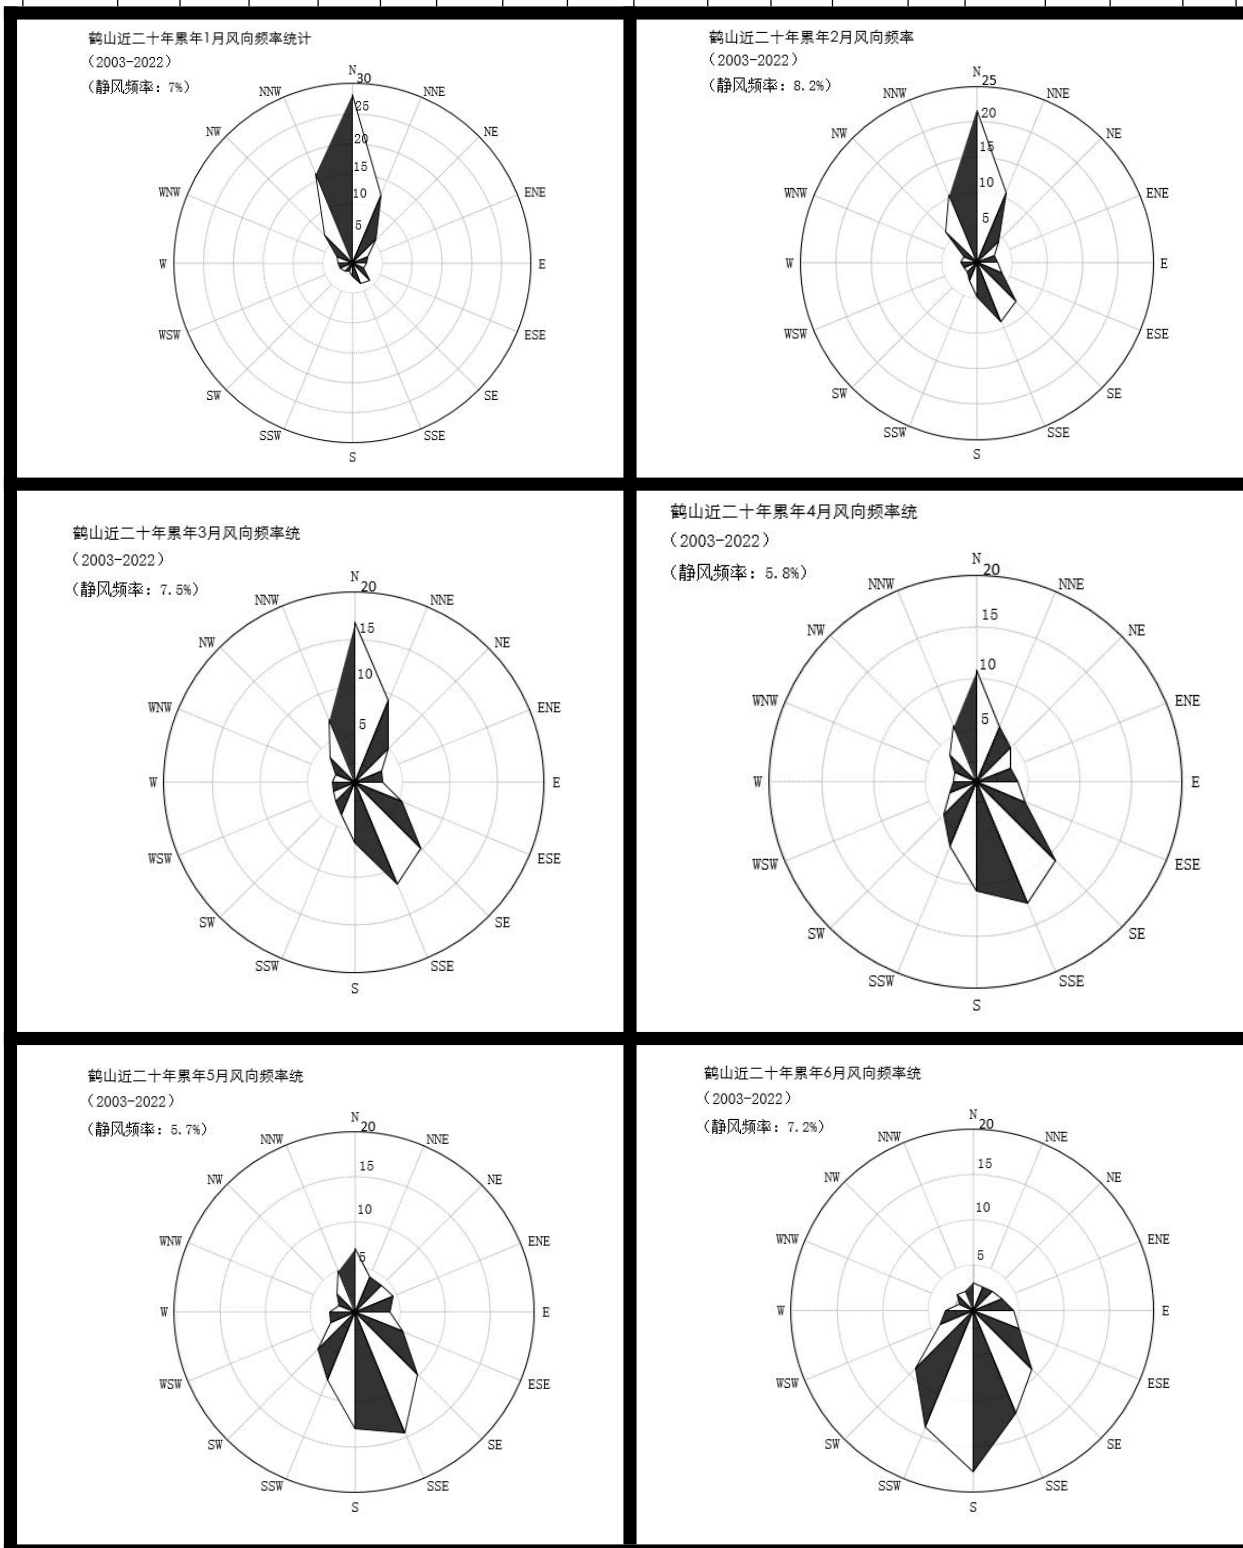 鹤山近二十年累年1月风向频率统计
（2003-2022）
（静风频率：7%）
N
30
NNW
NNE
25
NW
NE
20
15
WNW
ENE
10
5
W
E
WSW
ESE
SW
SE
SSW
SSE
S
鹤山近二十年累年2月风向频率
（2003-2022）
（静风频率：8.2%）
N
25
NNW
NNE
20
NW
NE
15
WNW
ENE
10
5
W
E
WSW
ESE
SW
SE
SSW
SSE
S
鹤山近二十年累年3月风向频率统
（2003-2022）
（静风频率：7.5%）
N
20
NNW
NNE
15
NW
NE
10
WNW
ENE
5
W
E
WSW
ESE
SW
SE
SSW
SSE
S
鹤山近二十年累年4月风向频率统
（2003-2022）
（静风频率：5.8%）
N
20
NNW
NNE
15
NW
NE
10
WNW
ENE
5
W
E
WSW
ESE
SW
SE
SSW
SSE
S
鹤山近二十年累年5月风向频率统
（2003-2022）
（静风频率：5.7%）
N
20
NNW
NNE
15
NW
NE
10
WNW
ENE
5
W
E
WSW
ESE
SW
SE
SSW
SSE
S
鹤山近二十年累年6月风向频率统
（2003-2022）
（静风频率：7.2%）
N
20
NNW
NNE
15
NW
NE
10
WNW
ENE
5
W
E
WSW
ESE
SW
SE
SSW
SSE
S